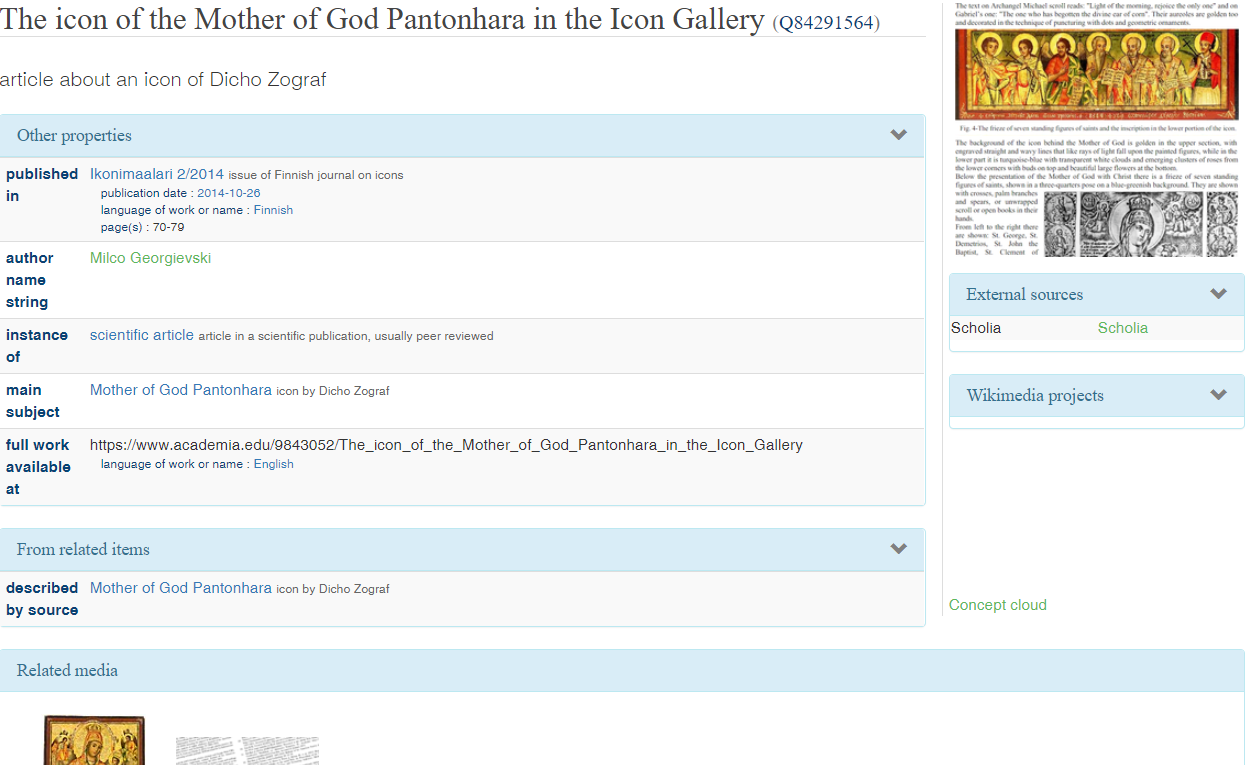 The icon of the Mother of God Pantonhara in the Icon Gallery (Q84291564)
article about an icon of Dicho Zograf
Other properties
published in
Ikonimaalari 2/2014 issue of Finnish journal on icons
publication date : 2014-10-26
language of work or name : Finnish
page(s) : 70-79
author name string
Milco Georgievski
instance of
scientific article article in a scientific publication, usually peer reviewed
main subject
Mother of God Pantonhara icon by Dicho Zograf
full work available at
https://www.academia.edu/9843052/The_icon_of_the_Mother_of_God_Pantonhara_in_the_Icon_Gallery
language of work or name : English
From related items
described by source
Mother of God Pantonhara icon by Dicho Zograf
The text on Archangel Michael scroll reads: "Light of the morning, rejoice the only one" and on
Gabriel's one: "The one who has begotten the divine ear of corn". Their aureoles are golden too
and decorated in the technique of puncturing with dots and geometric ornaments.
Fig. 4-The frieze of seven standing figures of saints and the inscription in the lower portion of the icon.
The background of the icon behind the Mother of God is golden in the upper section, with
engraved straight and wavy lines that like rays of light fall upon the painted figures, while in the
lower part it is turquoise-blue with transparent white clouds and emerging clusters of roses from
the lower corners with buds on top and beautiful large flowers at the bottom.
Below the presentation of the Mother of God with Christ there is a frieze of seven standing
figures of saints, shown in a three-quarters pose on a blue-greenish background. They are shown
with crosses, palm branches
and spears, or unwrapped
scroll or open books in their
hands.
From left to the right there
are shown: St. George, St.
Demetrios, St. John the
Baptist, St. Clement of
External sources
Scholia Scholia
Wikimedia projects
Concept cloud
Related media